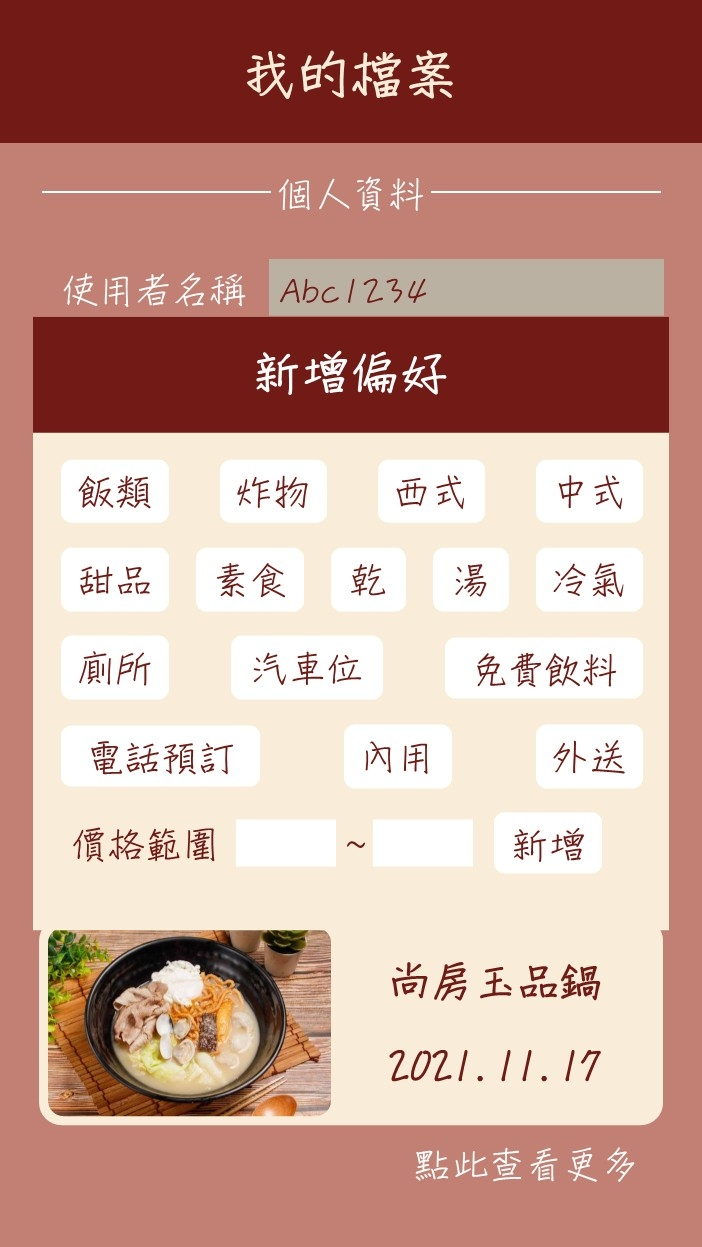 我的檔案
個人資料
使用者名稱 Abc1234
新增偏好
飯類 炸物 西式 中式
甜品 素食 乾 湯 冷氣
廁所 汽車位 免費飲料
電話預訂 內用 外送
價格範圍 ~ 新增
尚房玉品鍋
2021.11.17
點此查看更多